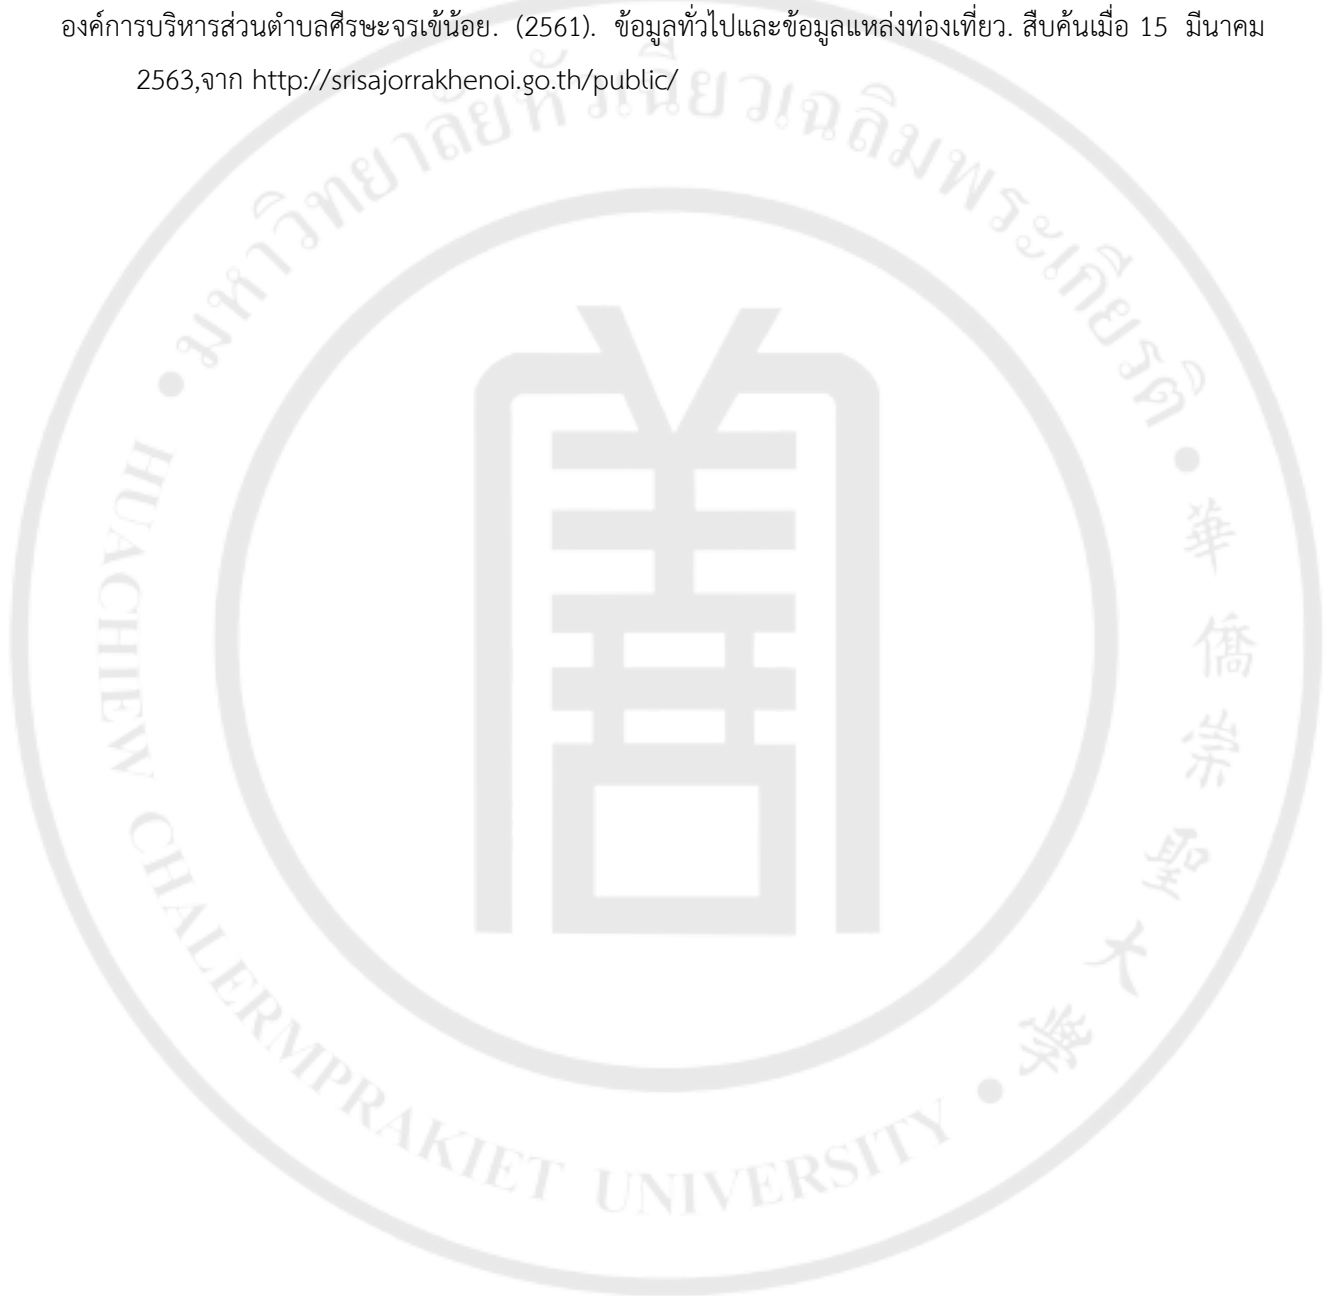 องค์การบริหารส่วนตำบลศีรษะจรเข้น้อย. (2561). ข้อมูลทั่วไปและข้อมูลแหล่งท่องเที่ยว. สืบค้นเมื่อ 15 มีนาคม
2563,จาก http://srisajorrakhenoi.go.th/public/
มหาวิทยาลัยหัวเฉียวเฉลิมพระเกียรติ
華僑崇聖大學
HUACHIEW CHALERMPRAKIET UNIVERSITY